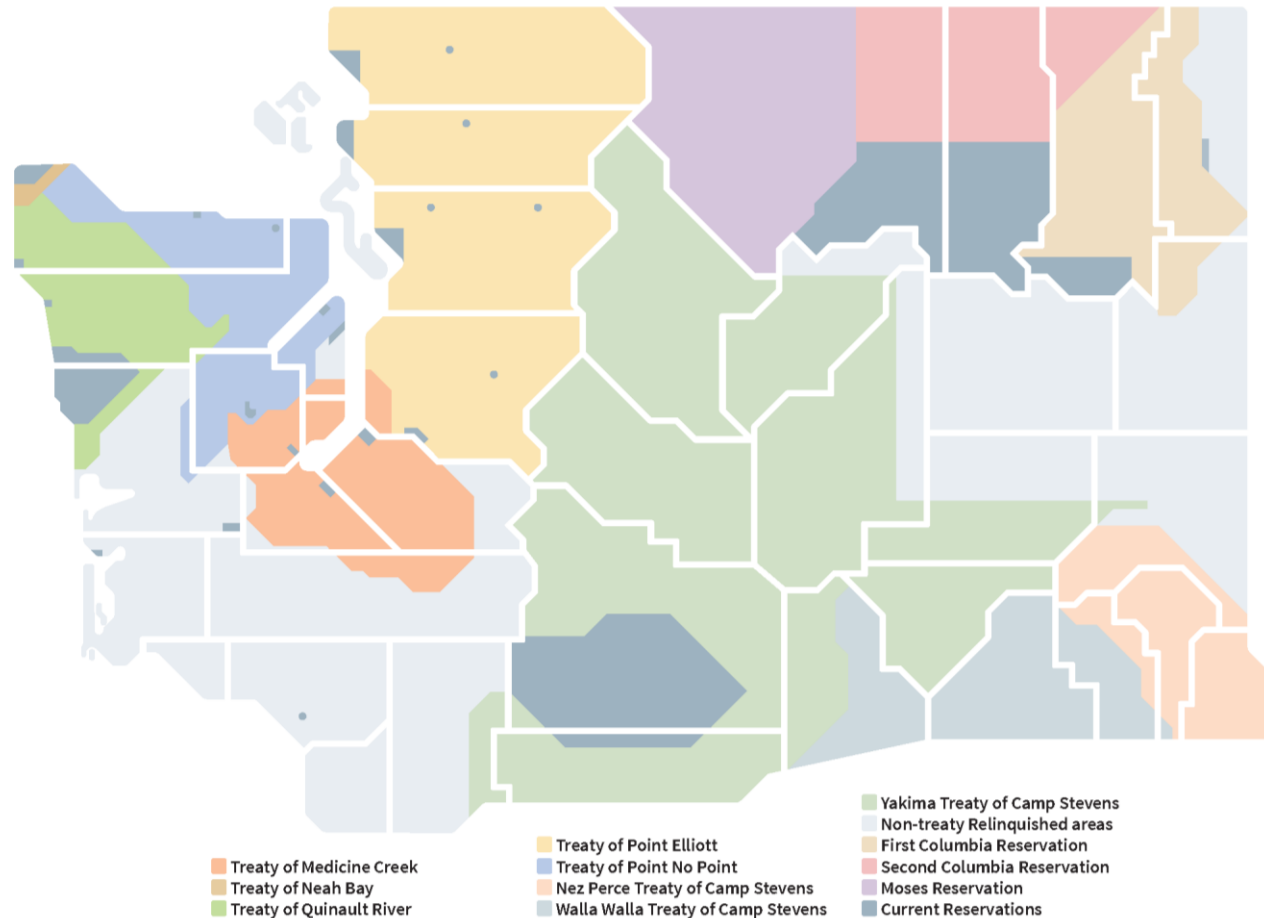 Treaty of Medicine Creek
Treaty of Neah Bay
Treaty of Quinault River
Treaty of Point Elliott
Treaty of Point No Point
Nez Perce Treaty of Camp Stevens
Walla Walla Treaty of Camp Stevens
Yakima Treaty of Camp Stevens
Non-treaty Relinquished areas
First Columbia Reservation
Second Columbia Reservation
Moses Reservation
Current Reservations